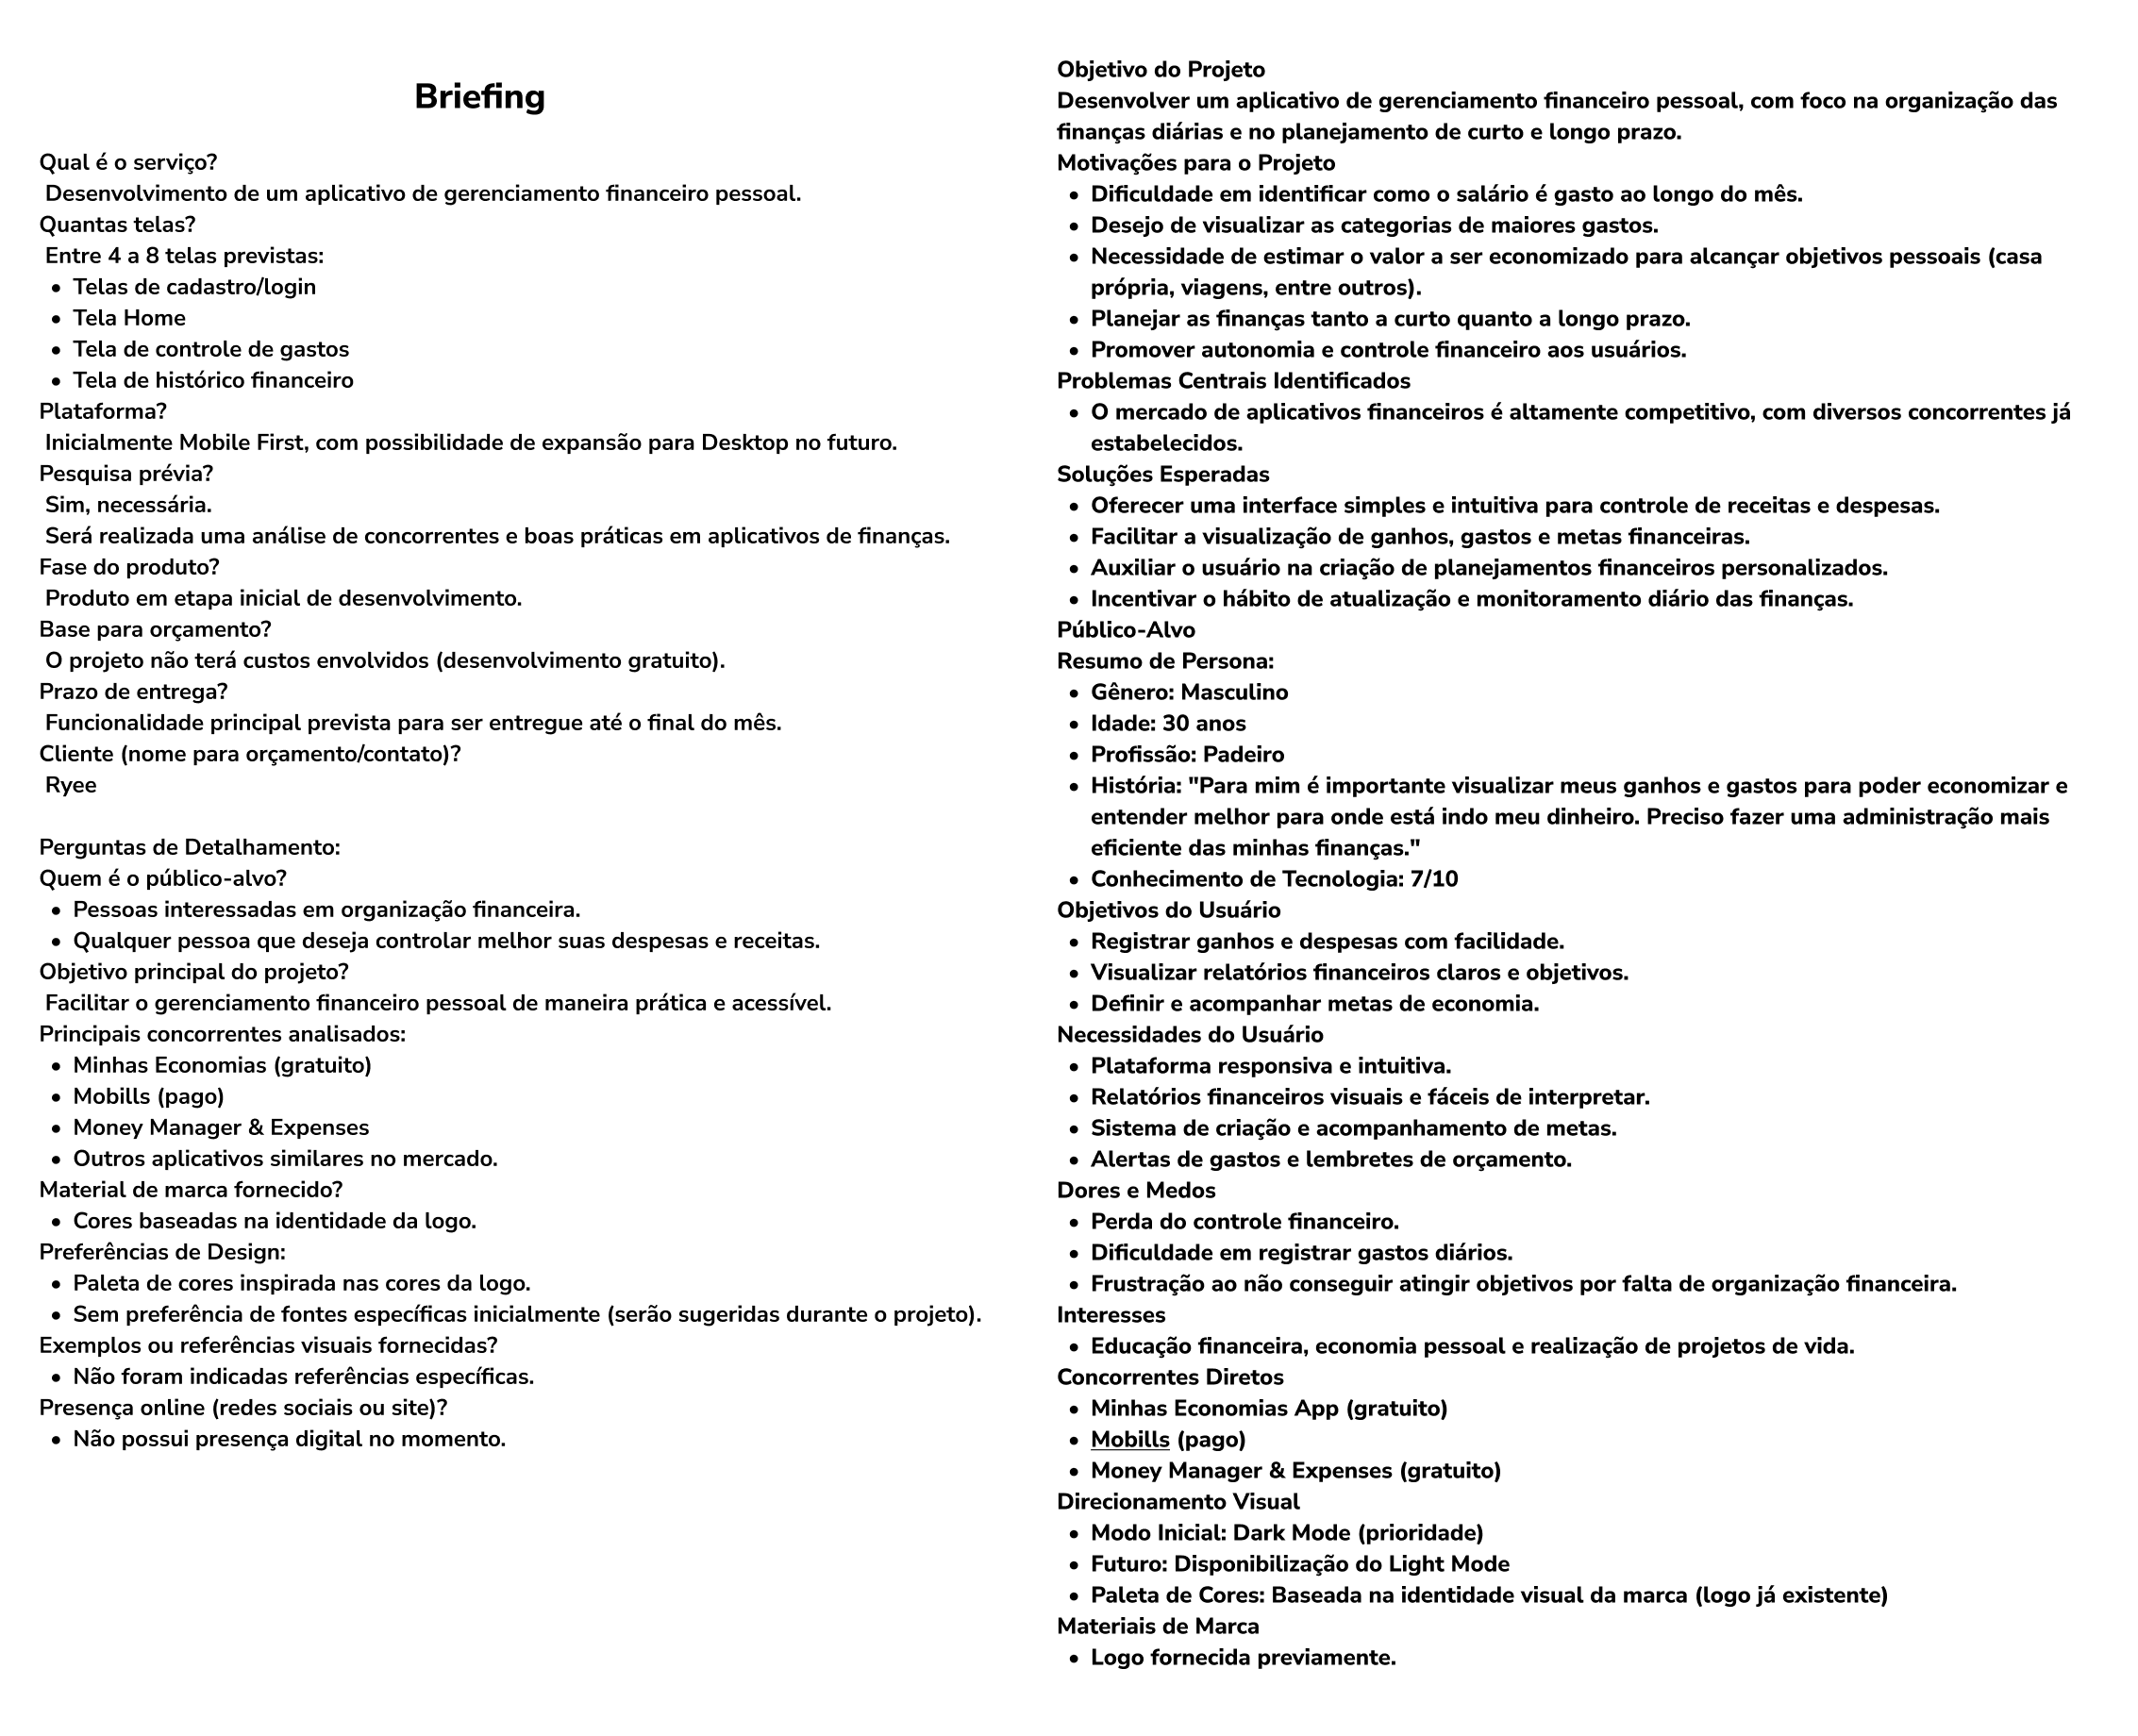 Briefing
Qual é o serviço?
Desenvolvimento de um aplicativo de gerenciamento financeiro pessoal.
Quantas telas?
Entre 4 a 8 telas previstas:
• Telas de cadastro/login
• Tela Home
• Tela de controle de gastos
• Tela de histórico financeiro
Plataforma?
Inicialmente Mobile First, com possibilidade de expansão para Desktop no futuro.
Pesquisa prévia?
Sim, necessária.
Será realizada uma análise de concorrentes e boas práticas em aplicativos de finanças.
Fase do produto?
Produto em etapa inicial de desenvolvimento.
Base para orçamento?
O projeto não terá custos envolvidos (desenvolvimento gratuito).
Prazo de entrega?
Funcionalidade principal prevista para ser entregue até o final do mês.
Cliente (nome para orçamento/contato)?
Ryee
Perguntas de Detalhamento:
Quem é o público-alvo?
• Pessoas interessadas em organização financeira.
• Qualquer pessoa que deseja controlar melhor suas despesas e receitas.
Objetivo principal do projeto?
Facilitar o gerenciamento financeiro pessoal de maneira prática e acessível.
Principais concorrentes analisados:
• Minhas Economias (gratuito)
• Mobills (pago)
• Money Manager & Expenses
• Outros aplicativos similares no mercado.
Material de marca fornecido?
• Cores baseadas na identidade da logo.
Preferências de Design:
• Paleta de cores inspirada nas cores da logo.
• Sem preferência de fontes específicas inicialmente (serão sugeridas durante o projeto).
Exemplos ou referências visuais fornecidas?
• Não foram indicadas referências específicas.
Presença online (redes sociais ou site)?
• Não possui presença digital no momento.
Objetivo do Projeto
Desenvolver um aplicativo de gerenciamento financeiro pessoal, com foco na organização das
finanças diárias e no planejamento de curto e longo prazo.
Motivações para o Projeto
• Dificuldade em identificar como o salário é gasto ao longo do mês.
• Desejo de visualizar as categorias de maiores gastos.
• Necessidade de estimar o valor a ser economizado para alcançar objetivos pessoais (casa
própria, viagens, entre outros).
• Planejar as finanças tanto a curto quanto a longo prazo.
• Promover autonomia e controle financeiro aos usuários.
Problemas Centrais Identificados
• O mercado de aplicativos financeiros é altamente competitivo, com diversos concorrentes já
estabelecidos.
Soluções Esperadas
• Oferecer uma interface simples e intuitiva para controle de receitas e despesas.
• Facilitar a visualização de ganhos, gastos e metas financeiras.
• Auxiliar o usuário na criação de planejamentos financeiros personalizados.
• Incentivar o hábito de atualização e monitoramento diário das finanças.
Público-Alvo
Resumo de Persona:
• Gênero: Masculino
• Idade: 30 anos
• Profissão: Padeiro
• História: "Para mim é importante visualizar meus ganhos e gastos para poder economizar e
entender melhor para onde está indo meu dinheiro. Preciso fazer uma administração mais
eficiente das minhas finanças."
• Conhecimento de Tecnologia: 7/10
Objetivos do Usuário
• Registrar ganhos e despesas com facilidade.
• Visualizar relatórios financeiros claros e objetivos.
• Definir e acompanhar metas de economia.
Necessidades do Usuário
• Plataforma responsiva e intuitiva.
• Relatórios financeiros visuais e fáceis de interpretar.
• Sistema de criação e acompanhamento de metas.
• Alertas de gastos e lembretes de orçamento.
Dores e Medos
• Perda do controle financeiro.
• Dificuldade em registrar gastos diários.
• Frustração ao não conseguir atingir objetivos por falta de organização financeira.
Interesses
• Educação financeira, economia pessoal e realização de projetos de vida.
Concorrentes Diretos
• Minhas Economias App (gratuito)
• Mobills (pago)
• Money Manager & Expenses (gratuito)
Direcionamento Visual
• Modo Inicial: Dark Mode (prioridade)
• Futuro: Disponibilização do Light Mode
• Paleta de Cores: Baseada na identidade visual da marca (logo já existente)
Materiais de Marca
• Logo fornecida previamente.